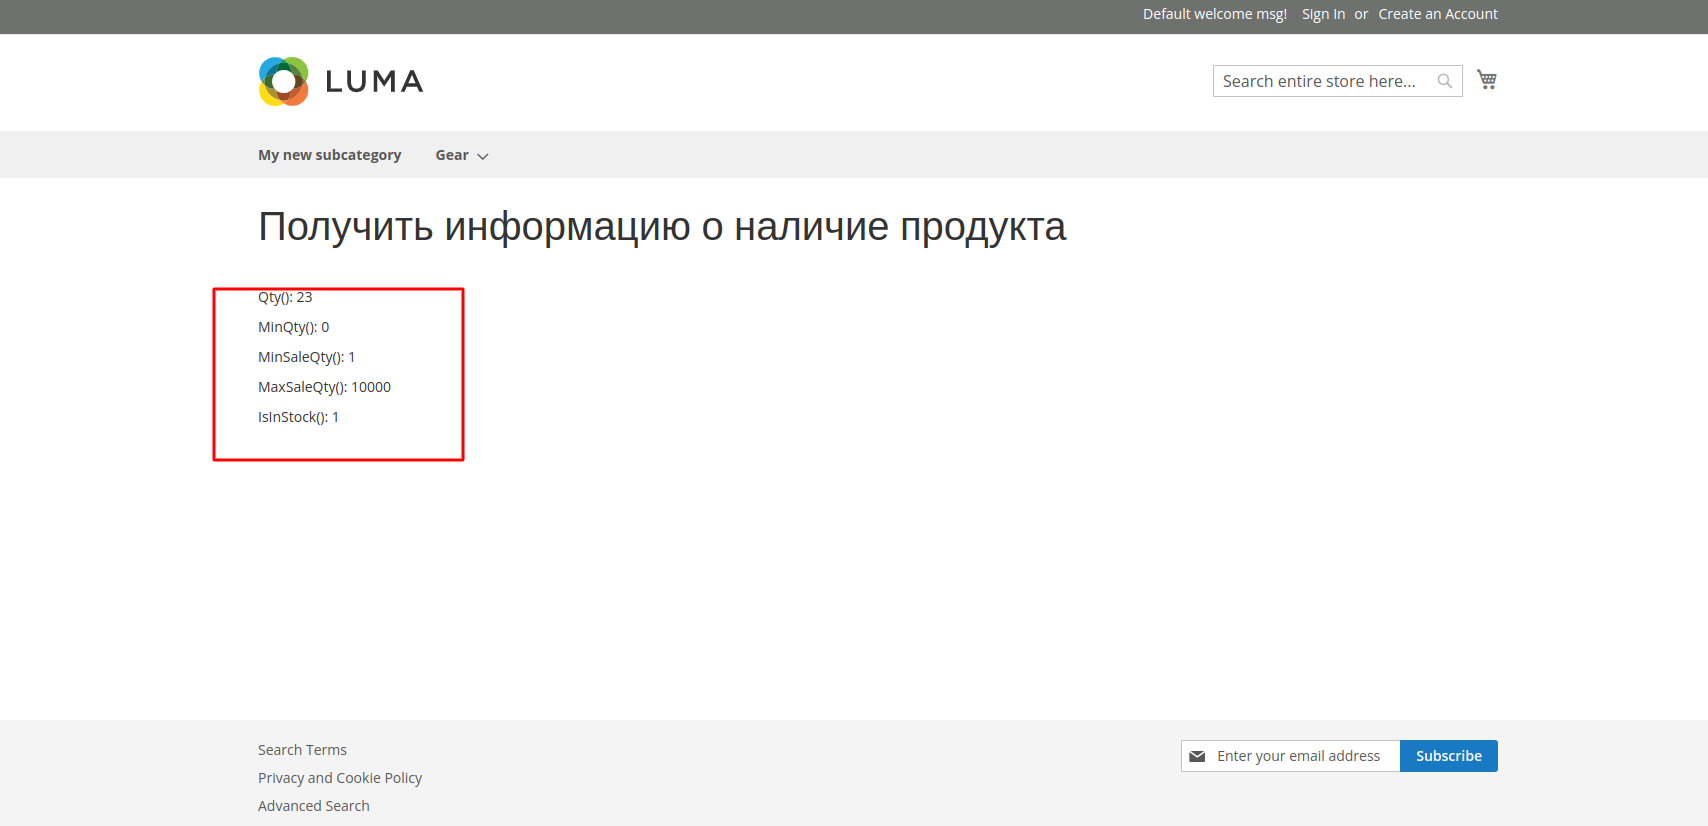 Default welcome msg! Sign In or Create an Account
LUMA
Search entire store here...
My new subcategory Gear
Получить информацию о наличие продукта
Qty(): 23
MinQty(): 0
MinSaleQty(): 1
MaxSaleQty(): 10000
IsInStock(): 1
Search Terms
Privacy and Cookie Policy
Advanced Search
Enter your email address Subscribe